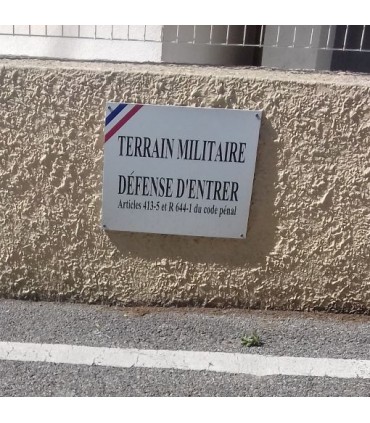 TERRAIN MILITAIRE
DÉFENSE D'ENTRER
Articles 413-5 et R 644-1 du code pénal